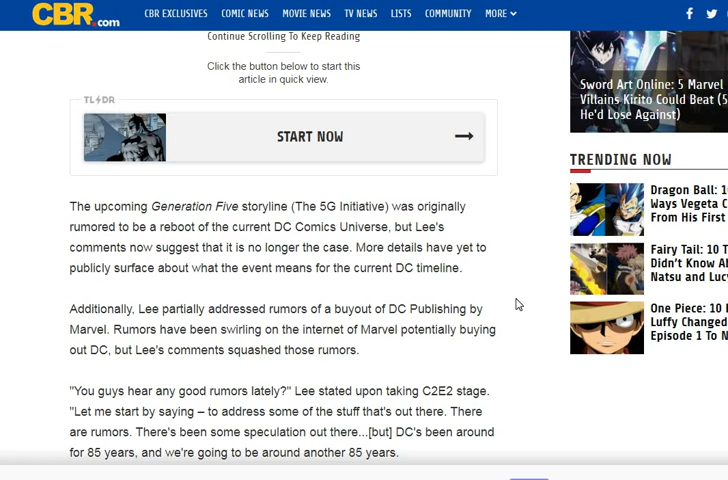 CBR.com
CBR EXCLUSIVES COMIC NEWS MOVIE NEWS TV NEWS LISTS COMMUNITY MORE
Continue Scrolling To Keep Reading
Click the button below to start this
article in quick view.
TL DR
START NOW
The upcoming Generation Five storyline (The 5G Initiative) was originally
rumored to be a reboot of the current DC Comics Universe, but Lee's
comments now suggest that it is no longer the case. More details have yet to
publicly surface about what the event means for the current DC timeline.
Additionally, Lee partially addressed rumors of a buyout of DC Publishing by
Marvel. Rumors have been swirling on the internet of Marvel potentially buying
out DC, but Lee's comments squashed those rumors.
"You guys hear any good rumors lately?" Lee stated upon taking C2E2 stage.
"Let me start by saying – to address some of the stuff that's out there. There
are rumors. There's been some speculation out there...[but] DC's been around
for 85 years, and we're going to be around another 85 years.
Sword Art Online: 5 Marvel
Villains Kirito Could Beat (5
He'd Lose Against)
TRENDING NOW
Dragon Ball: 10
Ways Vegeta C
From His First
Fairy Tail: 10 T
Didn't Know A
Natsu and Luc
One Piece: 10
Luffy Changed
Episode 1 To N